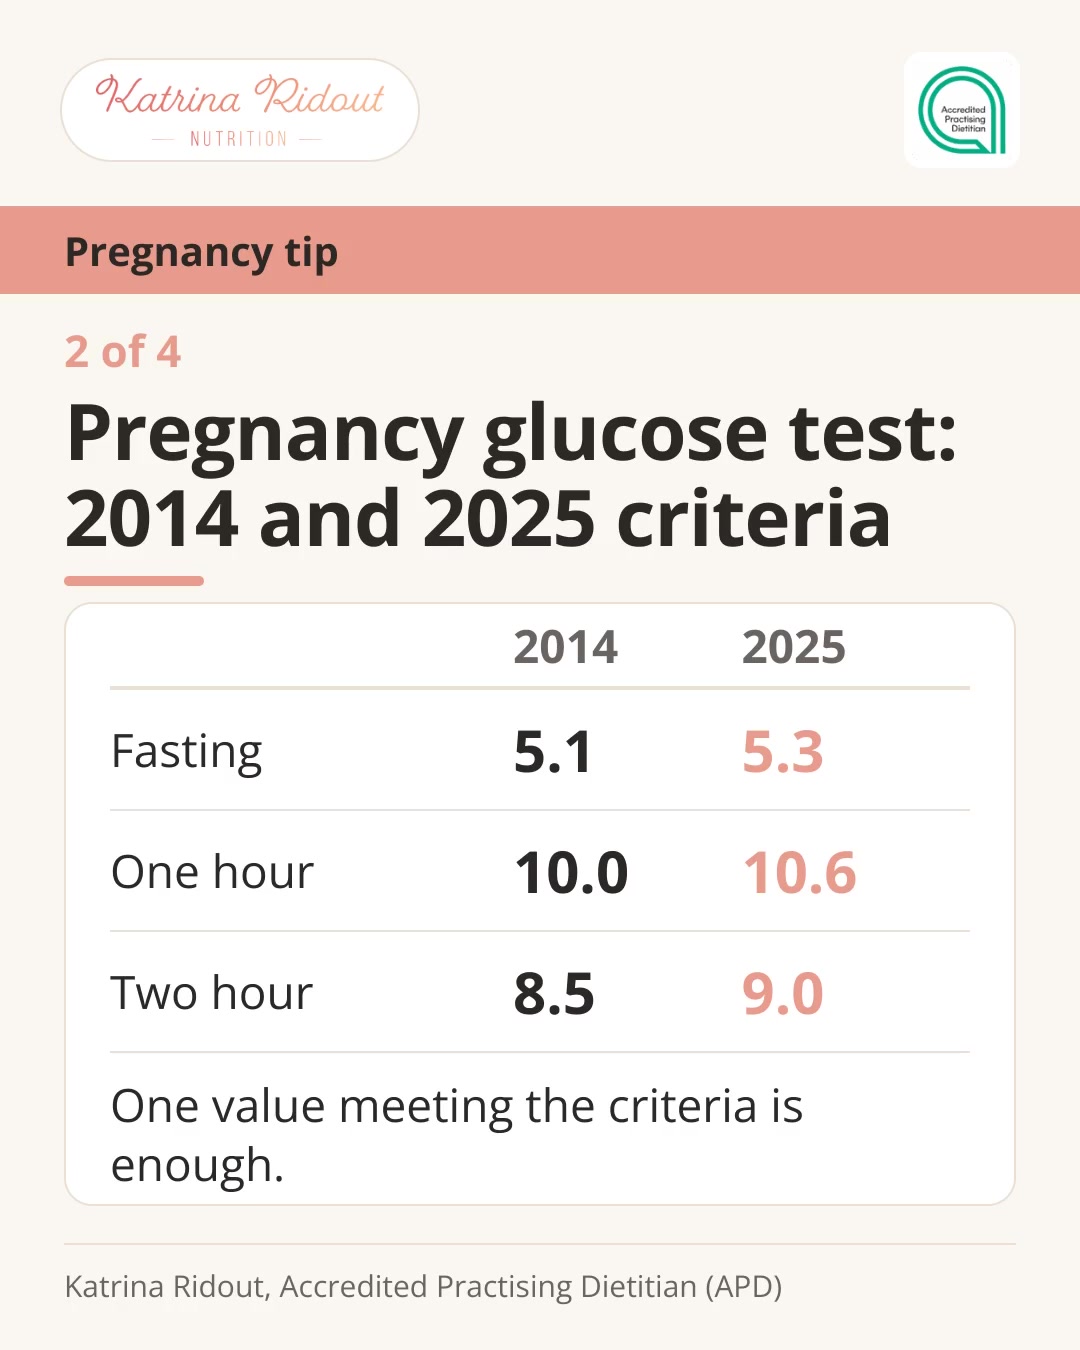 Katrina Ridout
NUTRITION
Accredited
Practising
Dietitian
Pregnancy tip
2 of 4
Pregnancy glucose test:
2014 and 2025 criteria
2014 2025
Fasting 5.1 5.3
One hour 10.0 10.6
Two hour 8.5 9.0
One value meeting the criteria is
enough.
Katrina Ridout, Accredited Practising Dietitian (APD)